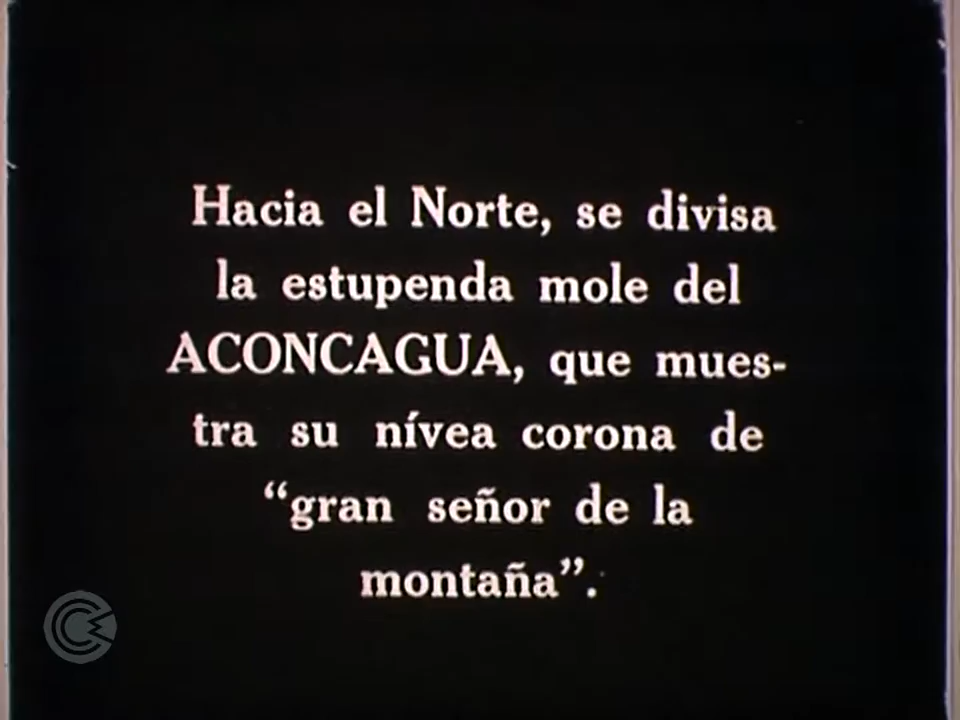 Hacia el Norte, se divisa
la estupenda mole del
ACONCAGUA, que mues-
tra su nívea corona de
“gran señor de la
montaña”.